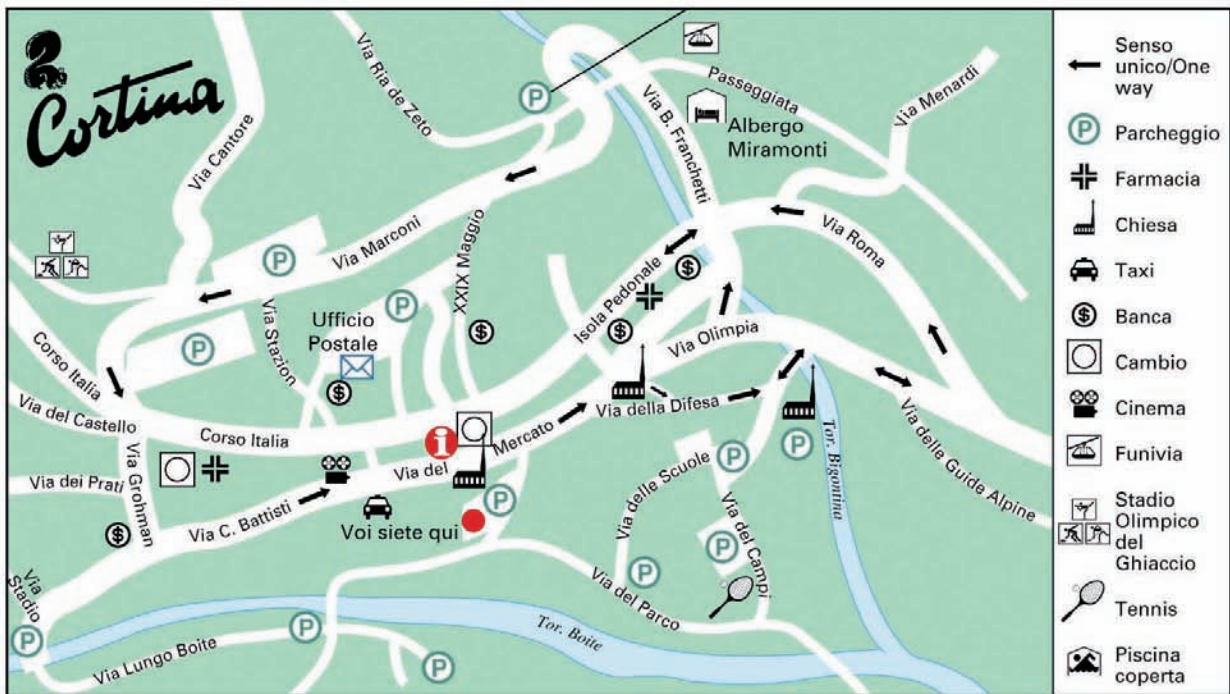 Cortina
Via Ria de Zeto
Via Cantore
Via B. Franchetti
Passeggiata
Via Menardi
Albergo
Miramonti
Via Marconi
XXIX Maggio
Isola Pedonale
Via Roma
Via Stazion
Ufficio
Postale
Via Olimpia
Corso Italia
Via del Castello
Corso Italia
Via della Difesa
Via delle Guide Alpine
Via dei Prati
Via Grohman
Via del Mercato
Via C. Battisti
Voi siete qui
Via delle Scuole
Via del Campi
Tor. Bigontina
Via
Stadio
Via del Parco
Via Lungo Boite
Tor. Boite
P
P
P
P
P
P
P
P
P
P
P
P
$
$
$
$
$
$
i
Senso
unico/One
way
P Parcheggio
Farmacia
Chiesa
Taxi
$ Banca
Cambio
Cinema
Funivia
Stadio
Olimpico
del
Ghiaccio
Tennis
Piscina
coperta